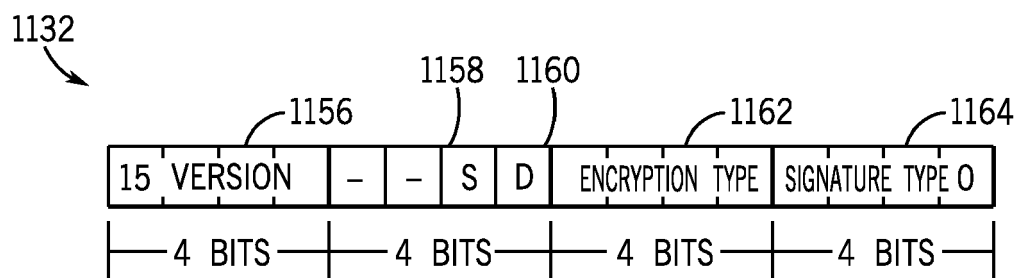 1132
1158 1160
1156 1162 1164
15 VERSION – – S D ENCRYPTION TYPE SIGNATURE TYPE 0
4 BITS 4 BITS 4 BITS 4 BITS